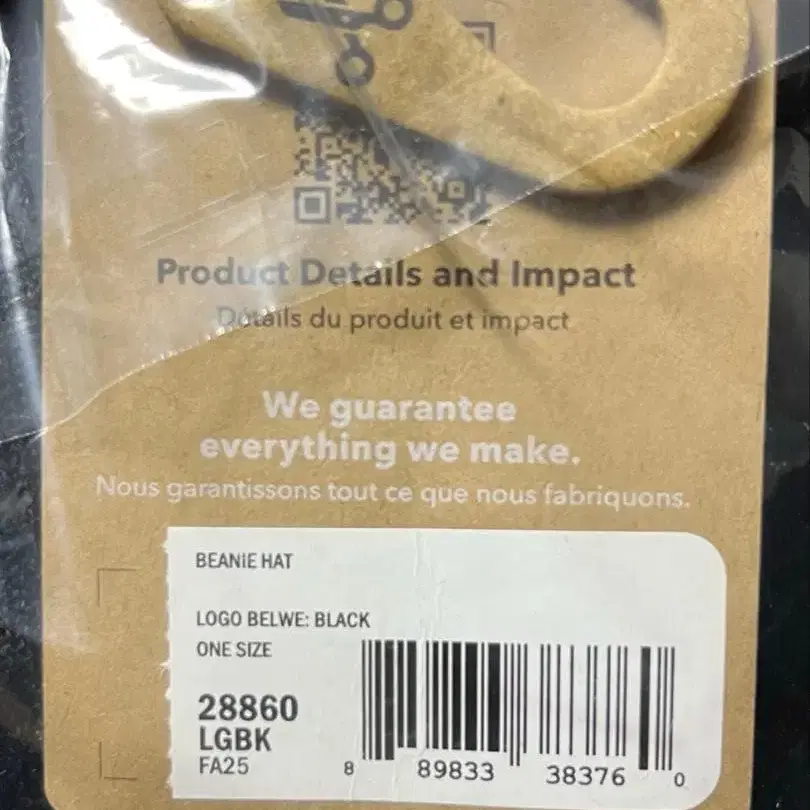 Product Details and Impact
Détails du produit et impact
We guarantee
everything we make.
Nous garantissons tout ce que nous fabriquons.
BEANIE HAT
LOGO BELWE: BLACK
ONE SIZE
28860
LGBK
FA25
8 89833 38376 0